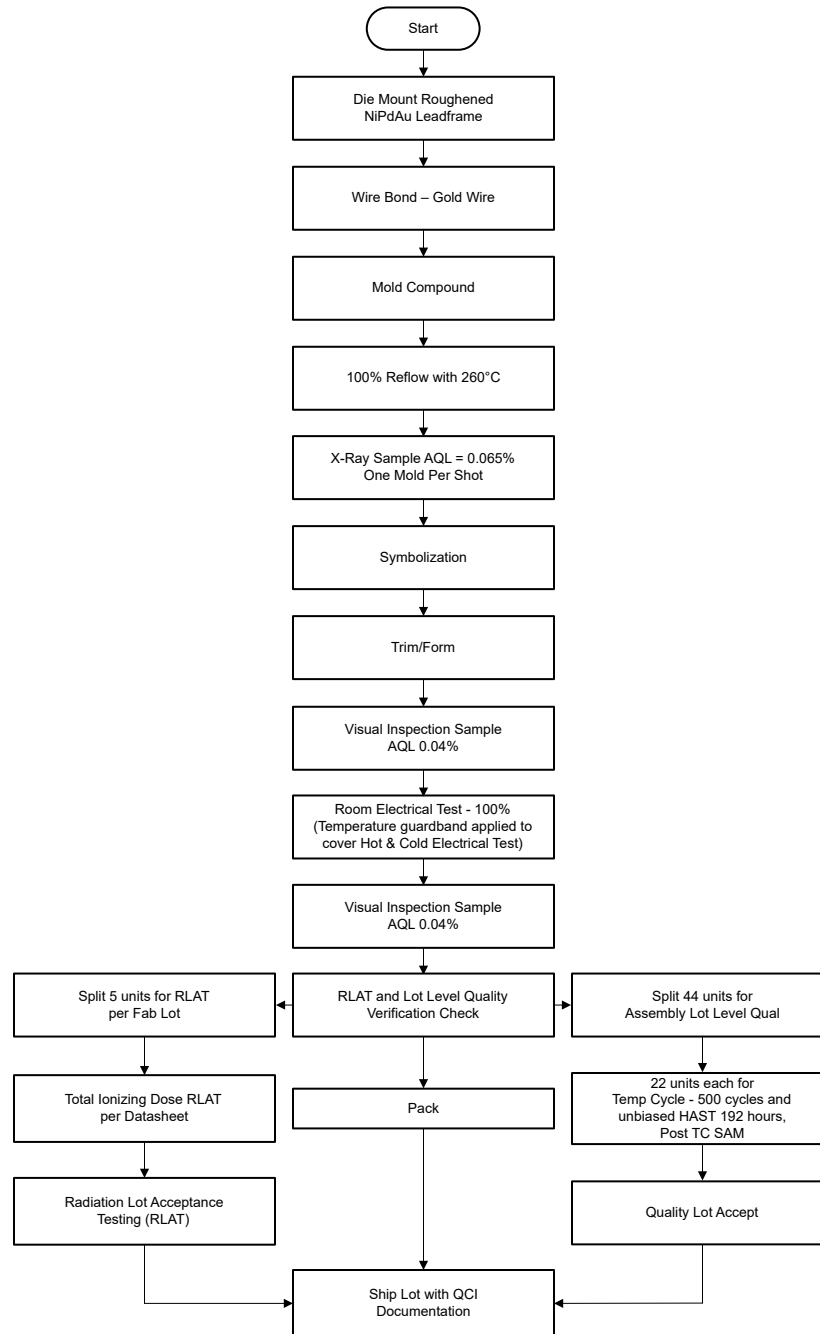 Start
Die Mount Roughened
NiPdAu Leadframe
Wire Bond – Gold Wire
Mold Compound
100% Reflow with 260°C
X-Ray Sample AQL = 0.065%
One Mold Per Shot
Symbolization
Trim/Form
Visual Inspection Sample
AQL 0.04%
Room Electrical Test - 100%
(Temperature guardband applied to
cover Hot & Cold Electrical Test)
Visual Inspection Sample
AQL 0.04%
Split 5 units for RLAT
per Fab Lot
RLAT and Lot Level Quality
Verification Check
Split 44 units for
Assembly Lot Level Qual
Total Ionizing Dose RLAT
per Datasheet
Pack
22 units each for
Temp Cycle - 500 cycles and
unbiased HAST 192 hours,
Post TC SAM
Radiation Lot Acceptance
Testing (RLAT)
Quality Lot Accept
Ship Lot with QCI
Documentation